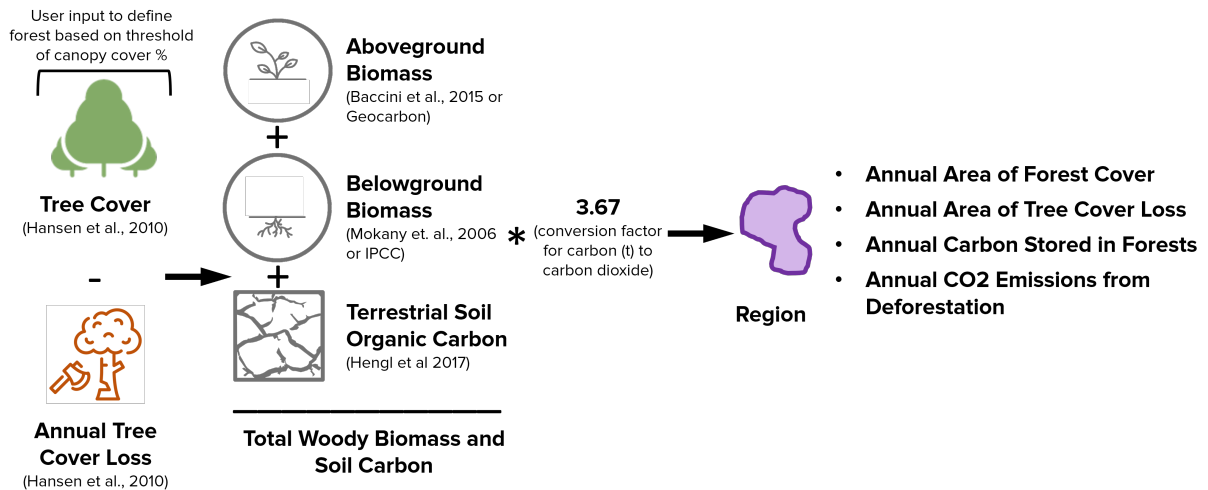 User input to define
forest based on threshold
of canopy cover %
Tree Cover
(Hansen et al., 2010)
-
Annual Tree
Cover Loss
(Hansen et al., 2010)
Aboveground
Biomass
(Baccini et al., 2015 or
Geocarbon)
+
Belowground
Biomass
(Mokany et. al., 2006
or IPCC)
+
Terrestrial Soil
Organic Carbon
(Hengl et al 2017)
Total Woody Biomass and
Soil Carbon
*
3.67
(conversion factor
for carbon (t) to
carbon dioxide)
Region
• Annual Area of Forest Cover
• Annual Area of Tree Cover Loss
• Annual Carbon Stored in Forests
• Annual CO2 Emissions from
Deforestation